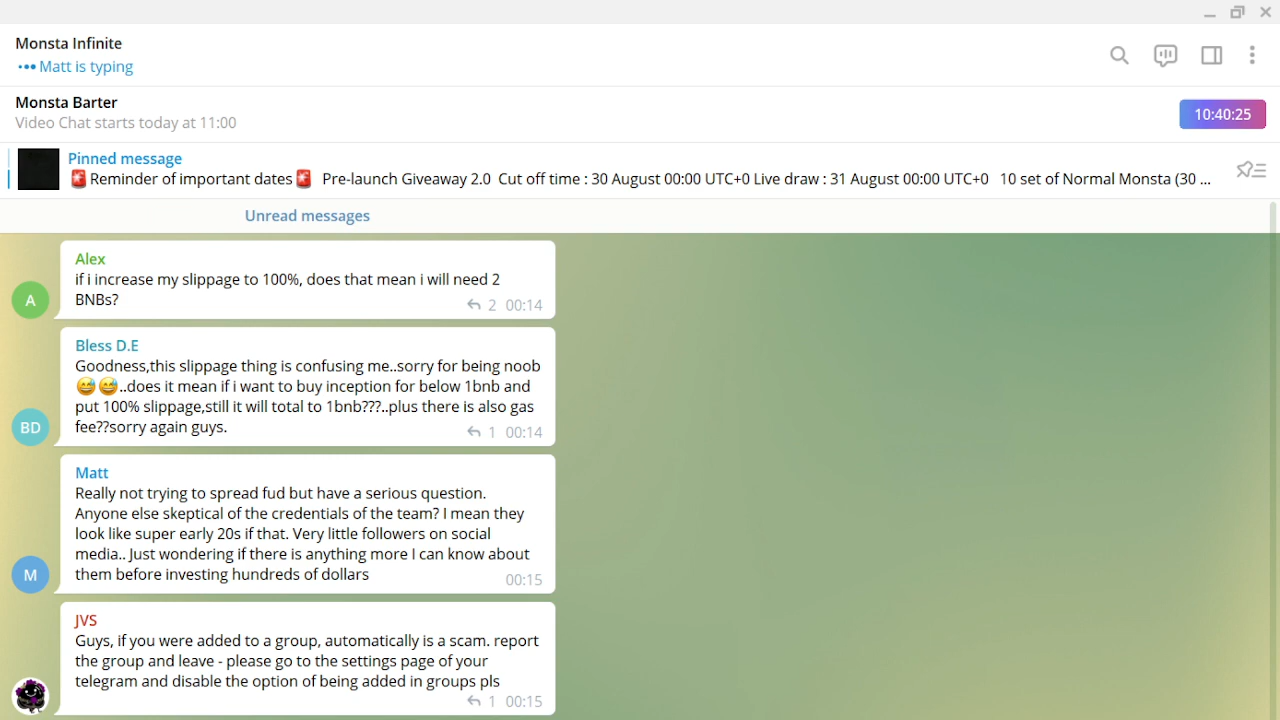 Monsta Infinite
Matt is typing
Monsta Barter
Video Chat starts today at 11:00
10:40:25
Pinned message
🚨Reminder of important dates🚨 Pre-launch Giveaway 2.0 Cut off time : 30 August 00:00 UTC+0 Live draw : 31 August 00:00 UTC+0 10 set of Normal Monsta (30 ...
Unread messages
Alex
if i increase my slippage to 100%, does that mean i will need 2
BNBs?
2 00:14
A
Bless D.E
Goodness,this slippage thing is confusing me..sorry for being noob
😅😅..does it mean if i want to buy inception for below 1bnb and
put 100% slippage,still it will total to 1bnb???..plus there is also gas
fee??sorry again guys.
1 00:14
BD
Matt
Really not trying to spread fud but have a serious question.
Anyone else skeptical of the credentials of the team? I mean they
look like super early 20s if that. Very little followers on social
media.. Just wondering if there is anything more I can know about
them before investing hundreds of dollars
00:15
M
JVS
Guys, if you were added to a group, automatically is a scam. report
the group and leave - please go to the settings page of your
telegram and disable the option of being added in groups pls
1 00:15